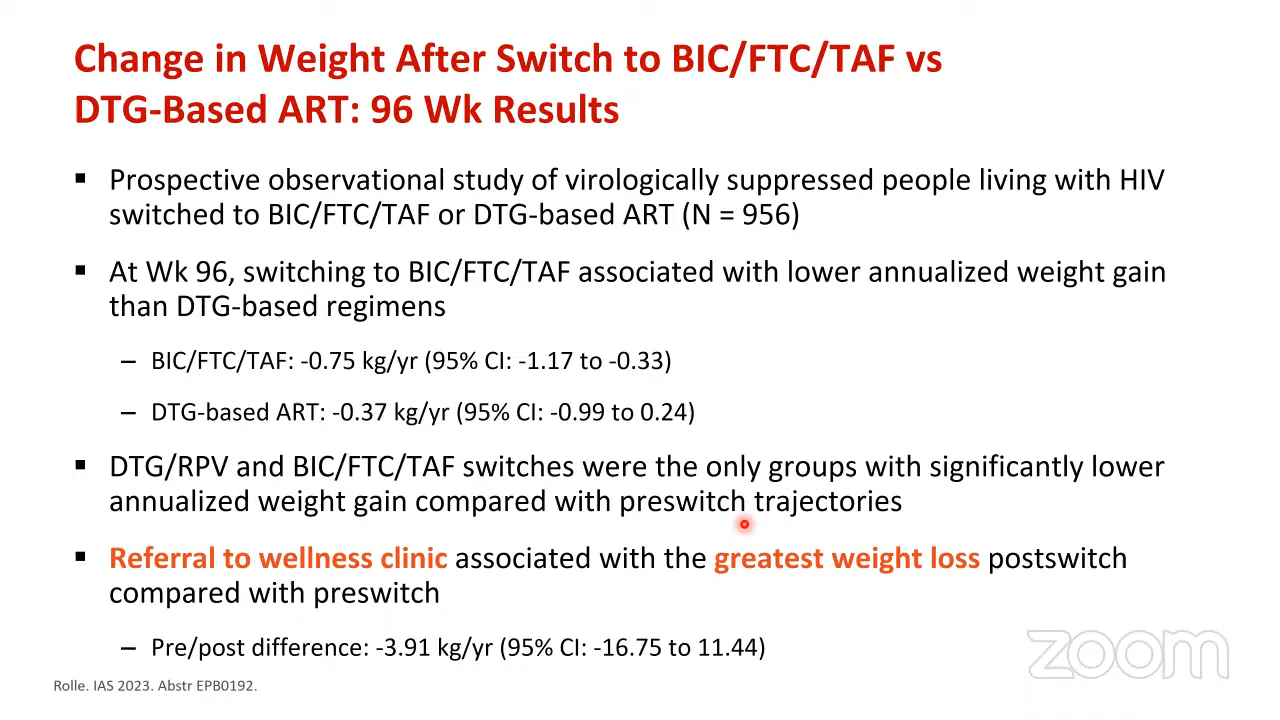 Change in Weight After Switch to BIC/FTC/TAF vs
DTG-Based ART: 96 Wk Results
▪ Prospective observational study of virologically suppressed people living with HIV
switched to BIC/FTC/TAF or DTG-based ART (N = 956)
▪ At Wk 96, switching to BIC/FTC/TAF associated with lower annualized weight gain
than DTG-based regimens
– BIC/FTC/TAF: -0.75 kg/yr (95% CI: -1.17 to -0.33)
– DTG-based ART: -0.37 kg/yr (95% CI: -0.99 to 0.24)
▪ DTG/RPV and BIC/FTC/TAF switches were the only groups with significantly lower
annualized weight gain compared with preswitch trajectories
▪ Referral to wellness clinic associated with the greatest weight loss postswitch
compared with preswitch
– Pre/post difference: -3.91 kg/yr (95% CI: -16.75 to 11.44)
zoom
Rolle. IAS 2023. Abstr EPB0192.